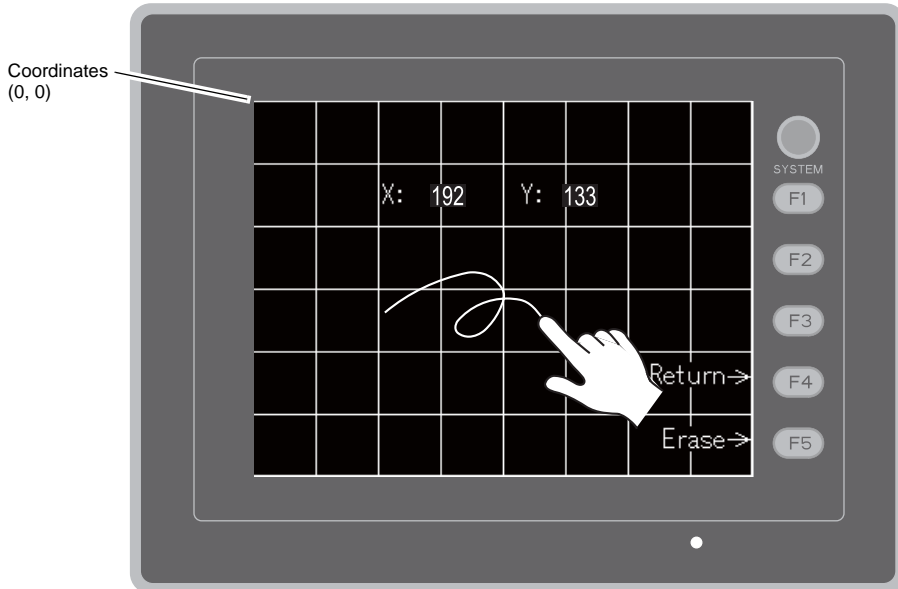 Coordinates
(0, 0)
SYSTEM
X: 192 Y: 133
F1
F2
F3
Return→
F4
Erase→
F5